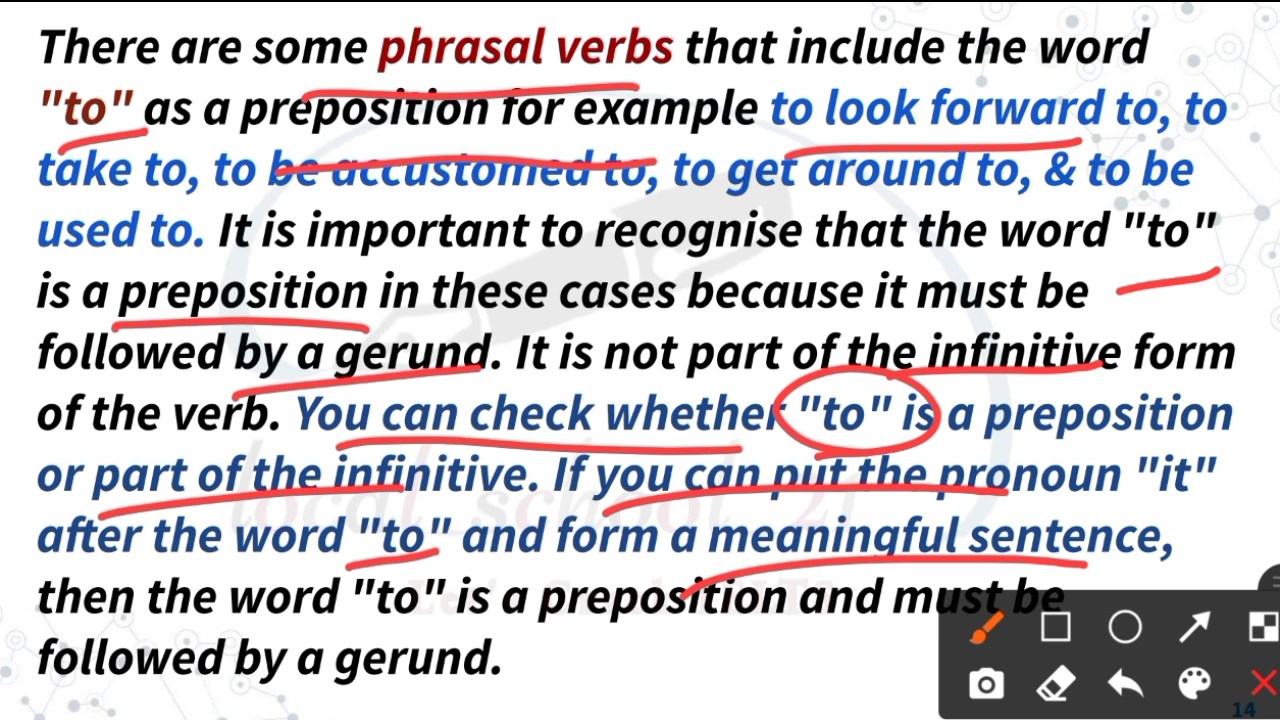 There are some phrasal verbs that include the word
"to" as a preposition for example to look forward to, to
take to, to be accustomed to, to get around to, & to be
used to. It is important to recognise that the word "to"
is a preposition in these cases because it must be
followed by a gerund. It is not part of the infinitive form
of the verb. You can check whether "to" is a preposition
or part of the infinitive. If you can put the pronoun "it"
after the word "to" and form a meaningful sentence,
then the word "to" is a preposition and must be
followed by a gerund.
local school 21
14